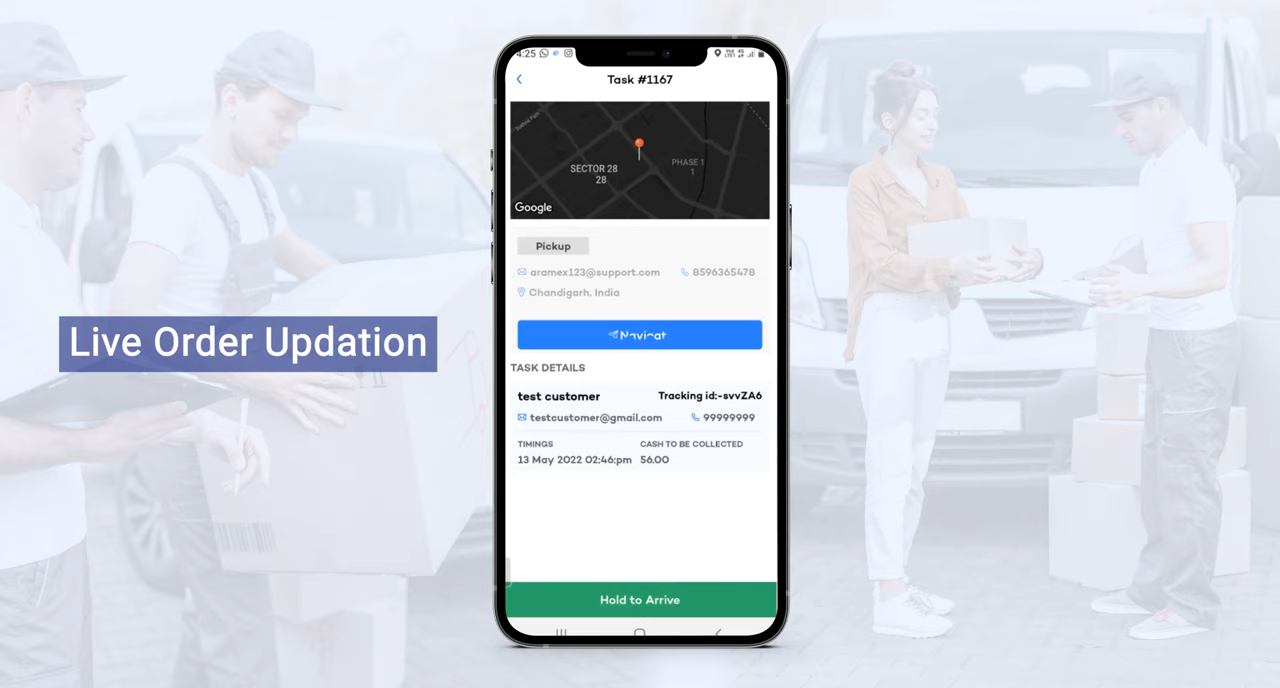 Live Order Updation
4:25
Task #1167
SECTOR 28
28
PHASE 1
1
Google
Pickup
aramex123@support.com 8596365478
Chandigarh, India
TASK DETAILS
test customer Tracking id:-svvZA6
testcustomer@gmail.com 99999999
TIMINGS CASH TO BE COLLECTED
13 May 2022 02:46:pm 56.00
Hold to Arrive